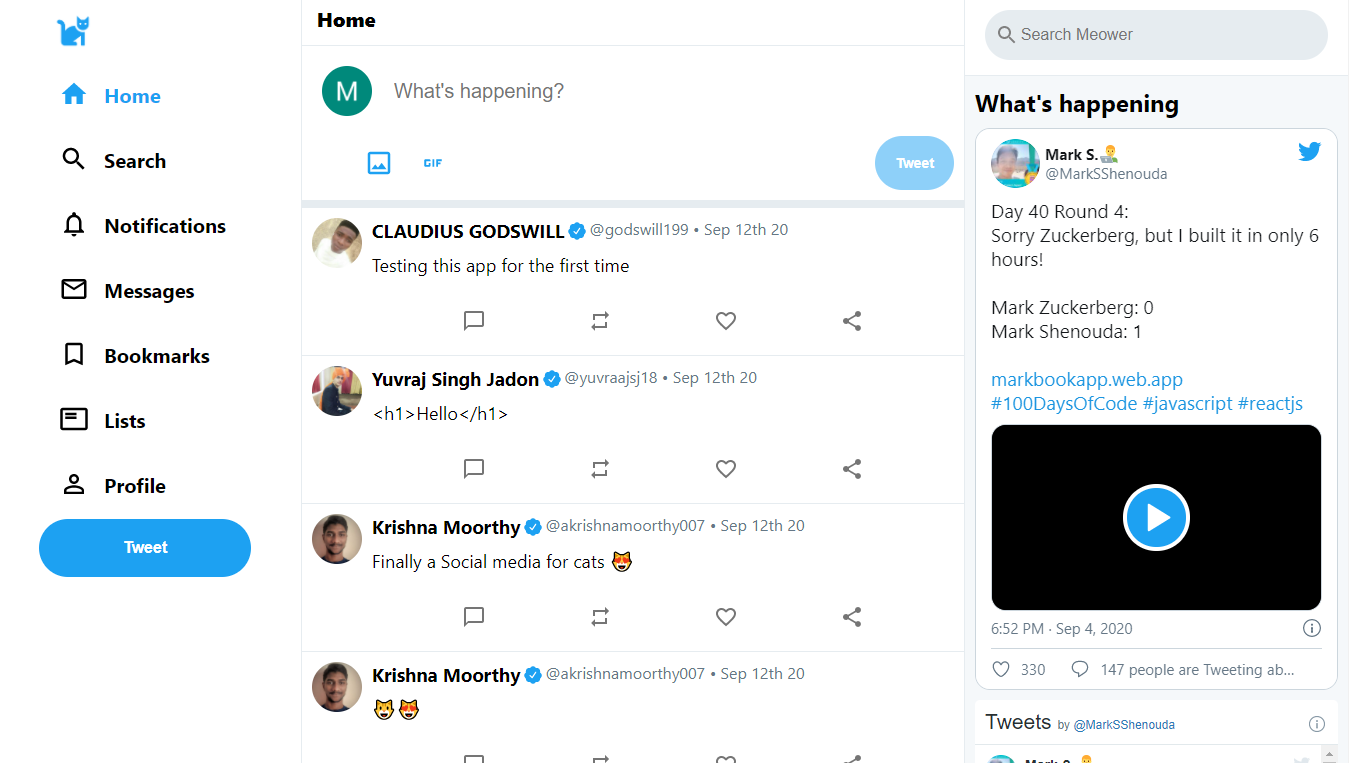 Home
Search
Notifications
Messages
Bookmarks
Lists
Profile
Tweet
Home
M
What's happening?
GIF
Tweet
CLAUDIUS GODSWILL @godswill199 • Sep 12th 20
Testing this app for the first time
Yuvraj Singh Jadon @yuvraajsj18 • Sep 12th 20
<h1>Hello</h1>
Krishna Moorthy @akrishnamoorthy007 • Sep 12th 20
Finally a Social media for cats 😻
Krishna Moorthy @akrishnamoorthy007 • Sep 12th 20
😺😻
Search Meower
What's happening
Mark S.👨‍💻
@MarkSShenouda
Day 40 Round 4:
Sorry Zuckerberg, but I built it in only 6
hours!
Mark Zuckerberg: 0
Mark Shenouda: 1
markbookapp.web.app
#100DaysOfCode #javascript #reactjs
6:52 PM · Sep 4, 2020
330
147 people are Tweeting ab...
Tweets by @MarkSShenouda